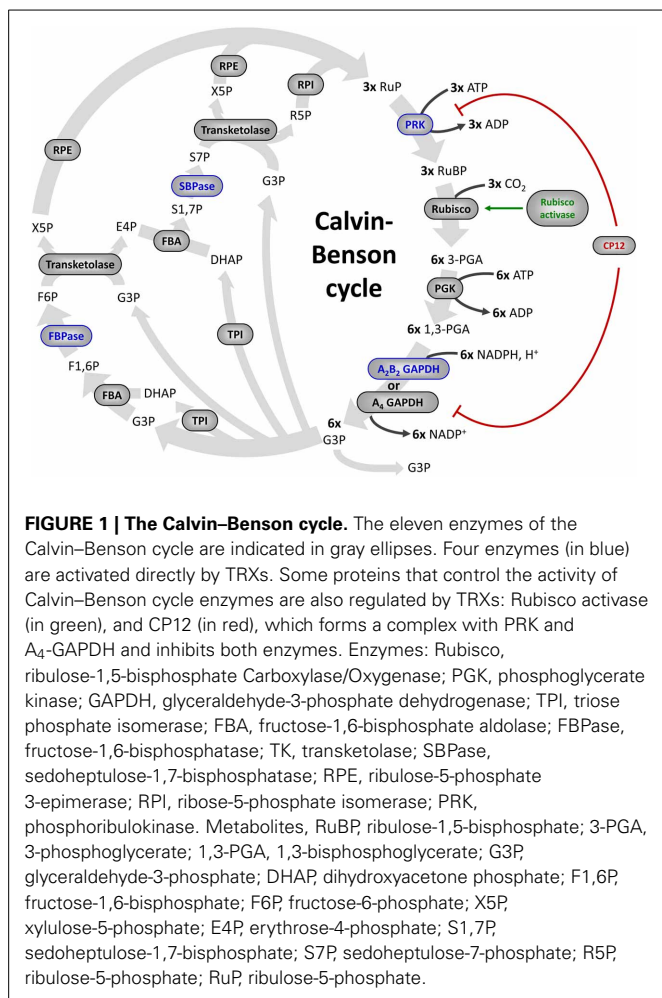 RPE
X5P
RPI
R5P
Transketolase
S7P
SBPase
S1,7P
G3P
RPE
X5P
E4P
FBA
DHAP
Transketolase
F6P
G3P
FBPase
F1,6P
TPI
FBA
DHAP
G3P
TPI
Calvin-
Benson
cycle
3x RuP
3x ATP
PRK
3x ADP
3x RuBP
3x CO₂
Rubisco
Rubisco
activase
CP12
6x 3-PGA
6x ATP
PGK
6x ADP
6x 1,3-PGA
6x NADPH, H⁺
A₂B₂ GAPDH
or
A₄ GAPDH
6x NADP⁺
6x
G3P
G3P
FIGURE 1 | The Calvin–Benson cycle. The eleven enzymes of the
Calvin–Benson cycle are indicated in gray ellipses. Four enzymes (in blue)
are activated directly by TRXs. Some proteins that control the activity of
Calvin–Benson cycle enzymes are also regulated by TRXs: Rubisco activase
(in green), and CP12 (in red), which forms a complex with PRK and
A₄-GAPDH and inhibits both enzymes. Enzymes: Rubisco,
ribulose-1,5-bisphosphate Carboxylase/Oxygenase; PGK, phosphoglycerate
kinase; GAPDH, glyceraldehyde-3-phosphate dehydrogenase; TPI, triose
phosphate isomerase; FBA, fructose-1,6-bisphosphate aldolase; FBPase,
fructose-1,6-bisphosphatase; TK, transketolase; SBPase,
sedoheptulose-1,7-bisphosphatase; RPE, ribulose-5-phosphate
3-epimerase; RPI, ribose-5-phosphate isomerase; PRK,
phosphoribulokinase. Metabolites, RuBP, ribulose-1,5-bisphosphate; 3-PGA,
3-phosphoglycerate; 1,3-PGA, 1,3-bisphosphoglycerate; G3P,
glyceraldehyde-3-phosphate; DHAP, dihydroxyacetone phosphate; F1,6P,
fructose-1,6-bisphosphate; F6P, fructose-6-phosphate; X5P,
xylulose-5-phosphate; E4P, erythrose-4-phosphate; S1,7P,
sedoheptulose-1,7-bisphosphate; S7P, sedoheptulose-7-phosphate; R5P,
ribulose-5-phosphate; RuP, ribulose-5-phosphate.